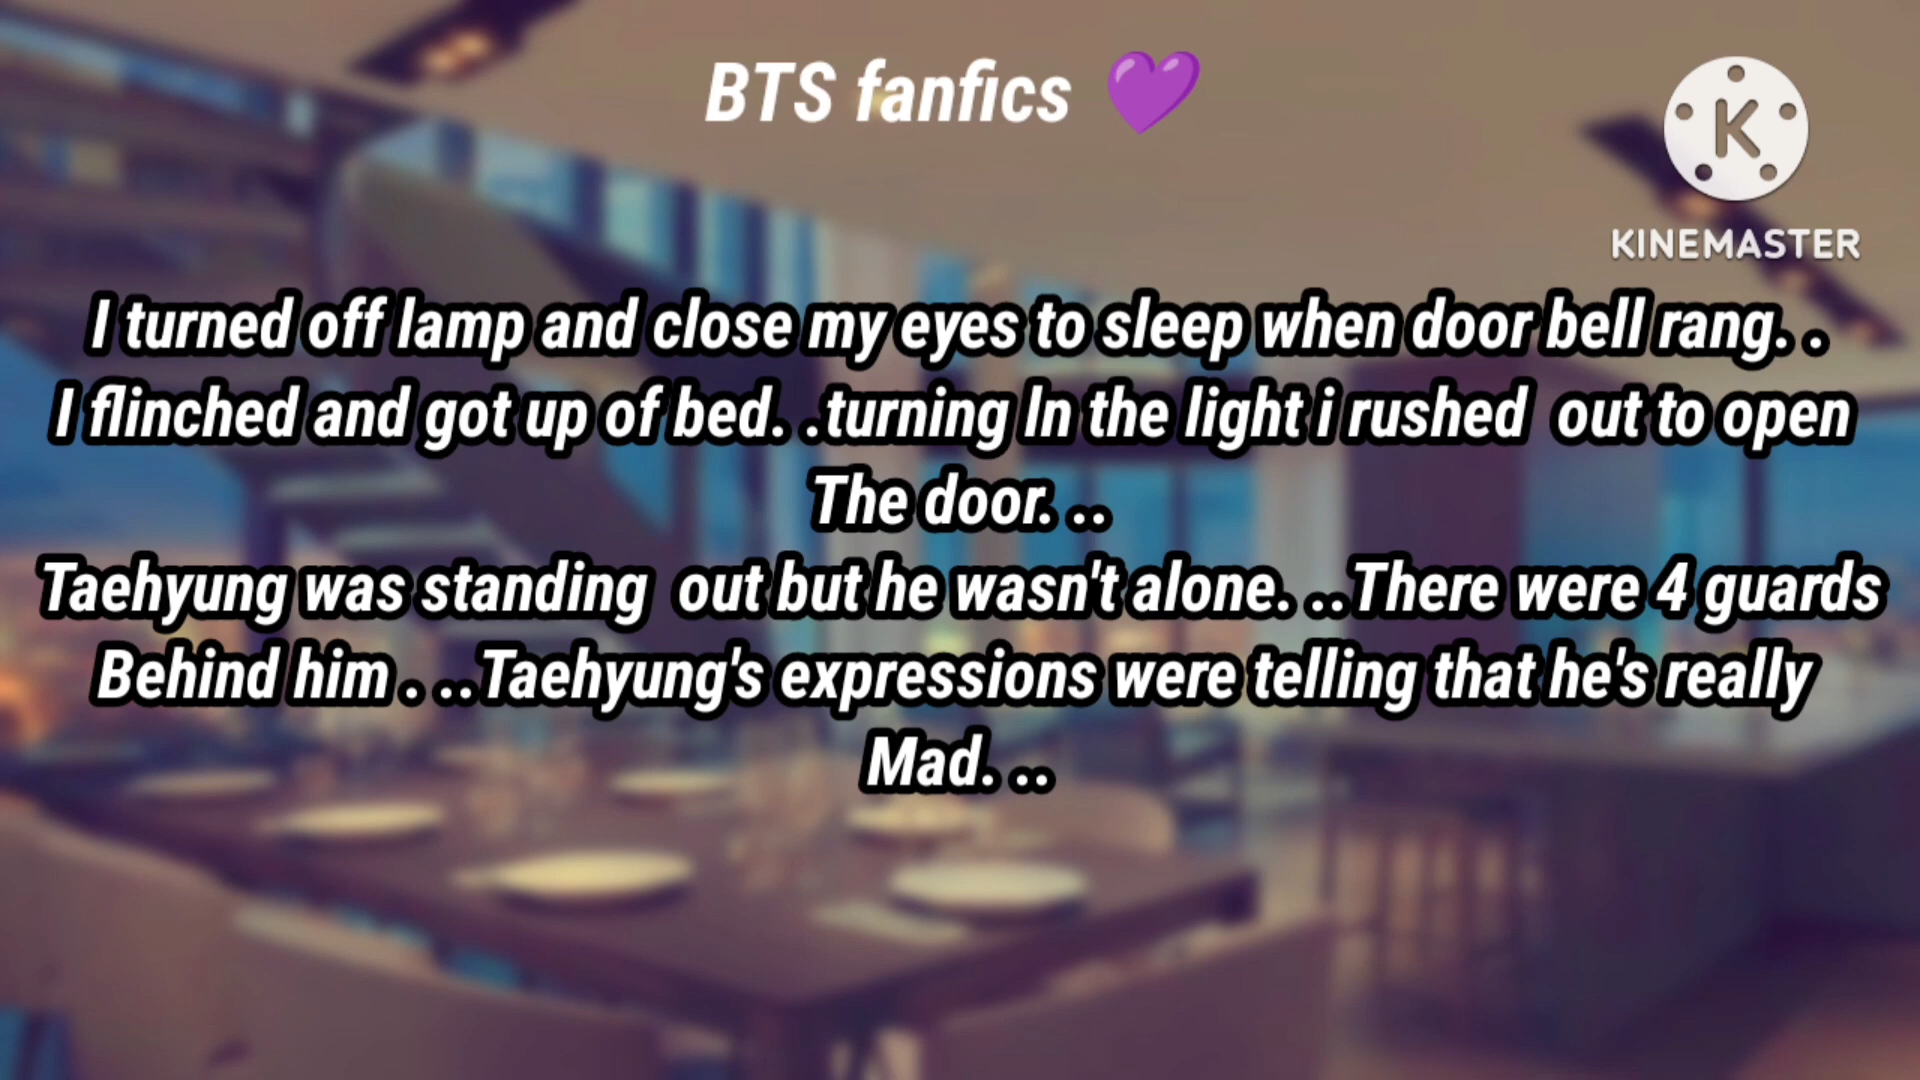 BTS fanfics 💜
K
KINEMASTER
I turned off lamp and close my eyes to sleep when door bell rang. .
I flinched and got up of bed. .turning In the light i rushed  out to open
The door. ..
Taehyung was standing  out but he wasn't alone. ..There were 4 guards
Behind him . ..Taehyung's expressions were telling that he's really
Mad. ..